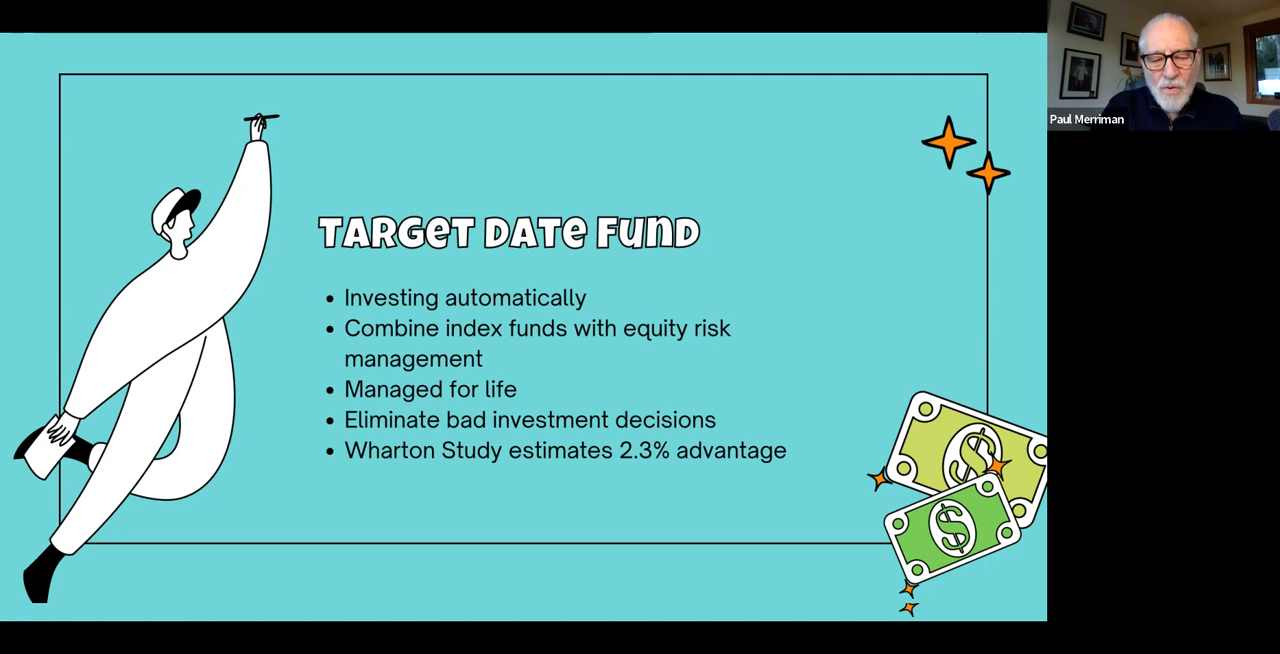 TARGET DATE FUND
• Investing automatically
• Combine index funds with equity risk
management
• Managed for life
• Eliminate bad investment decisions
• Wharton Study estimates 2.3% advantage
Paul Merriman
$
$